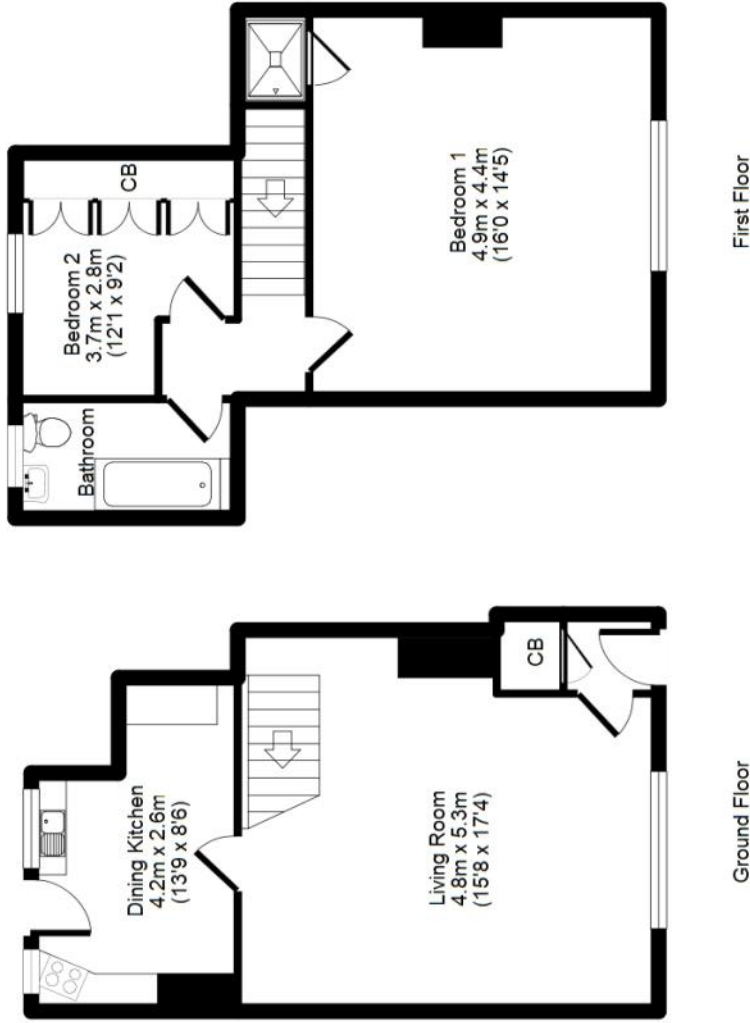 CB
Bedroom 2
3.7m x 2.8m
(12'1 x 9'2)
Bathroom
Bedroom 1
4.9m x 4.4m
(16'0 x 14'5)
First Floor
Dining Kitchen
4.2m x 2.6m
(13'9 x 8'6)
Living Room
4.8m x 5.3m
(15'8 x 17'4)
CB
Ground Floor